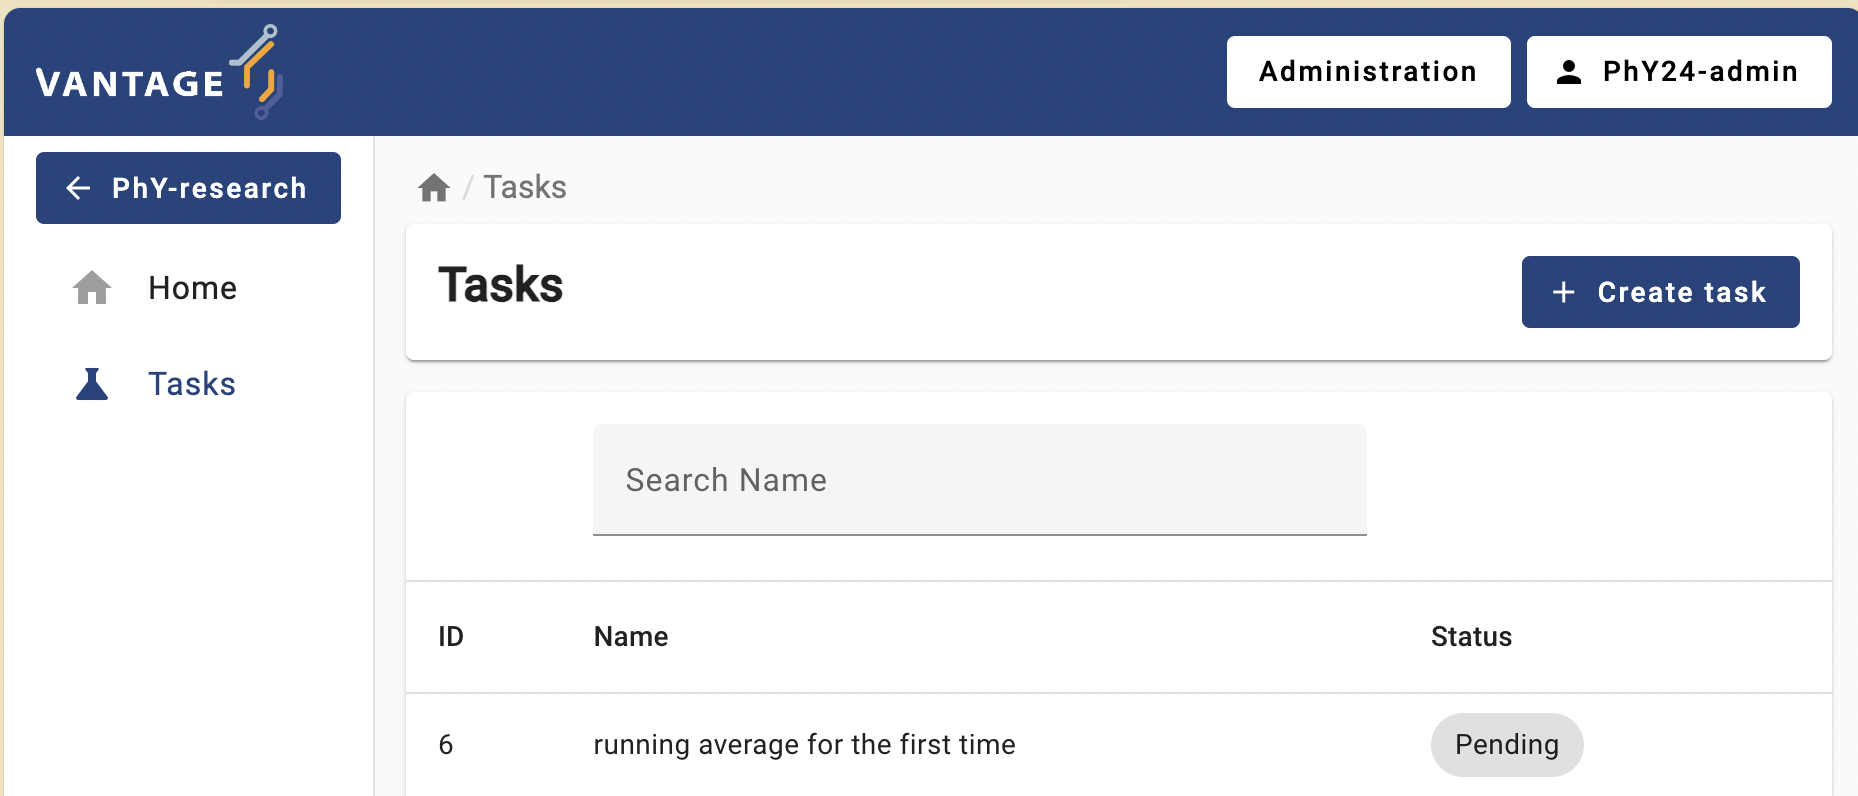 VANTAGE
Administration
PhY24-admin
PhY-research
Home
Tasks
/ Tasks
Tasks
+ Create task
Search Name
ID Name Status
6 running average for the first time Pending